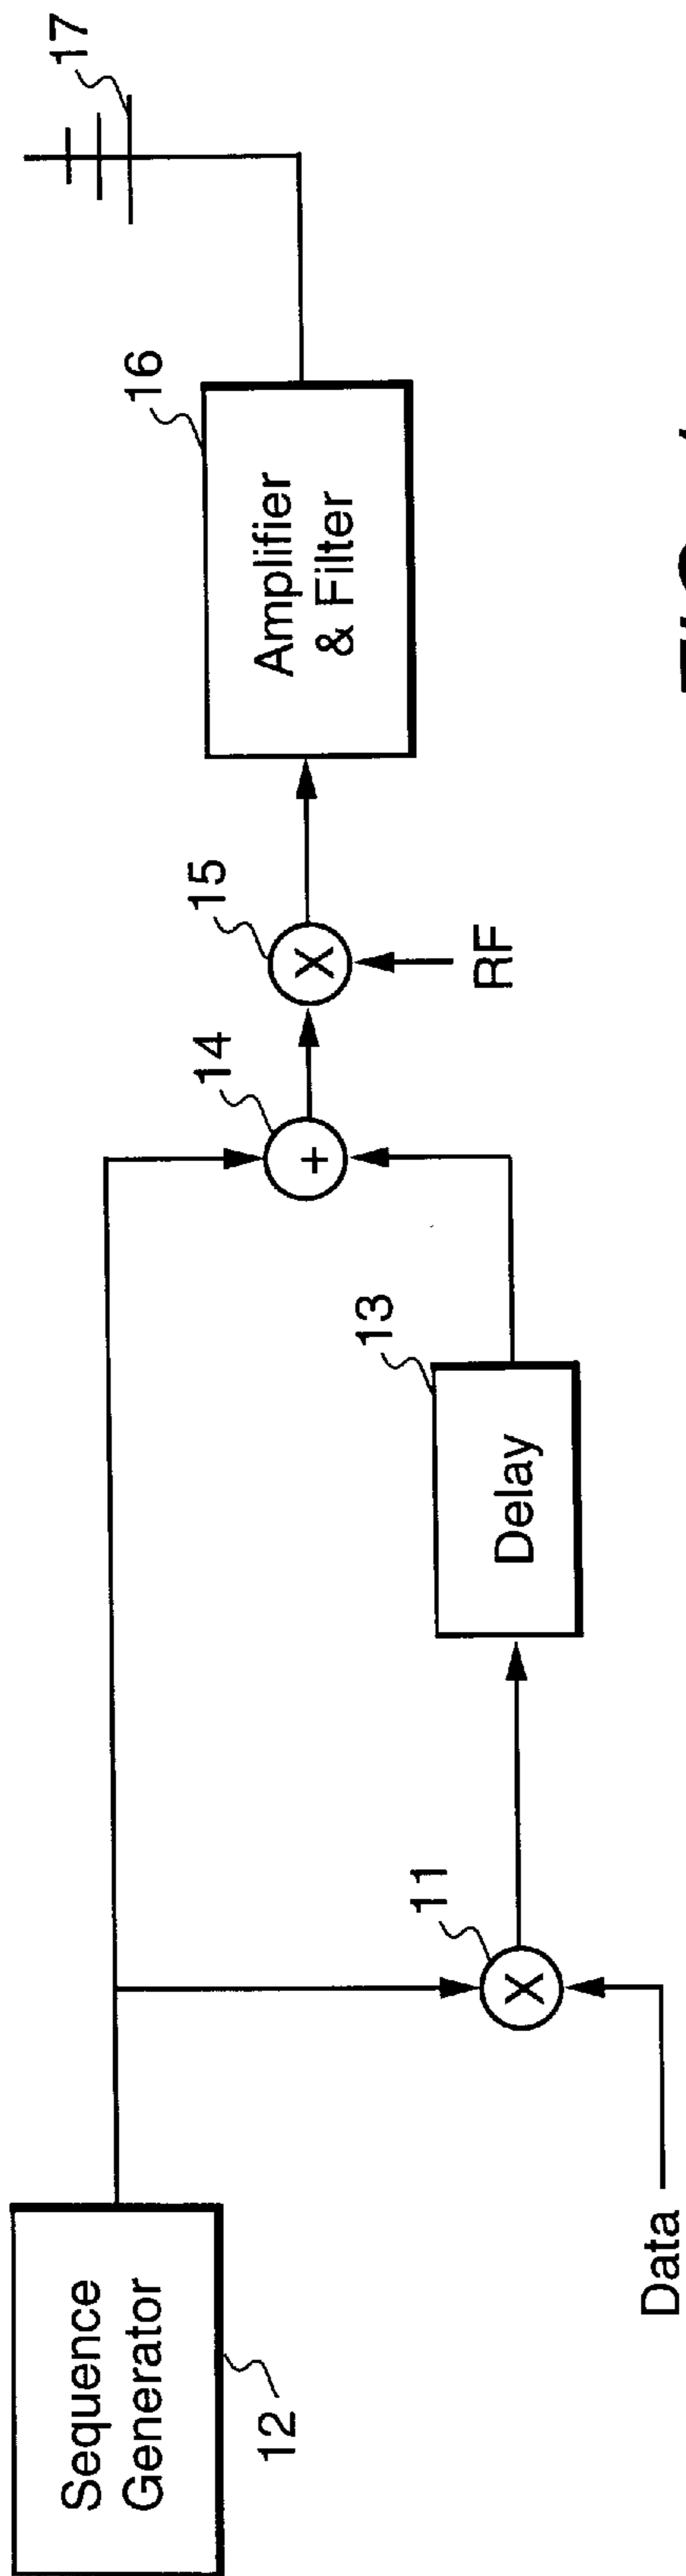 Sequence
Generator
12
Data
11
Delay
13
14
15
RF
Amplifier
& Filter
16
17